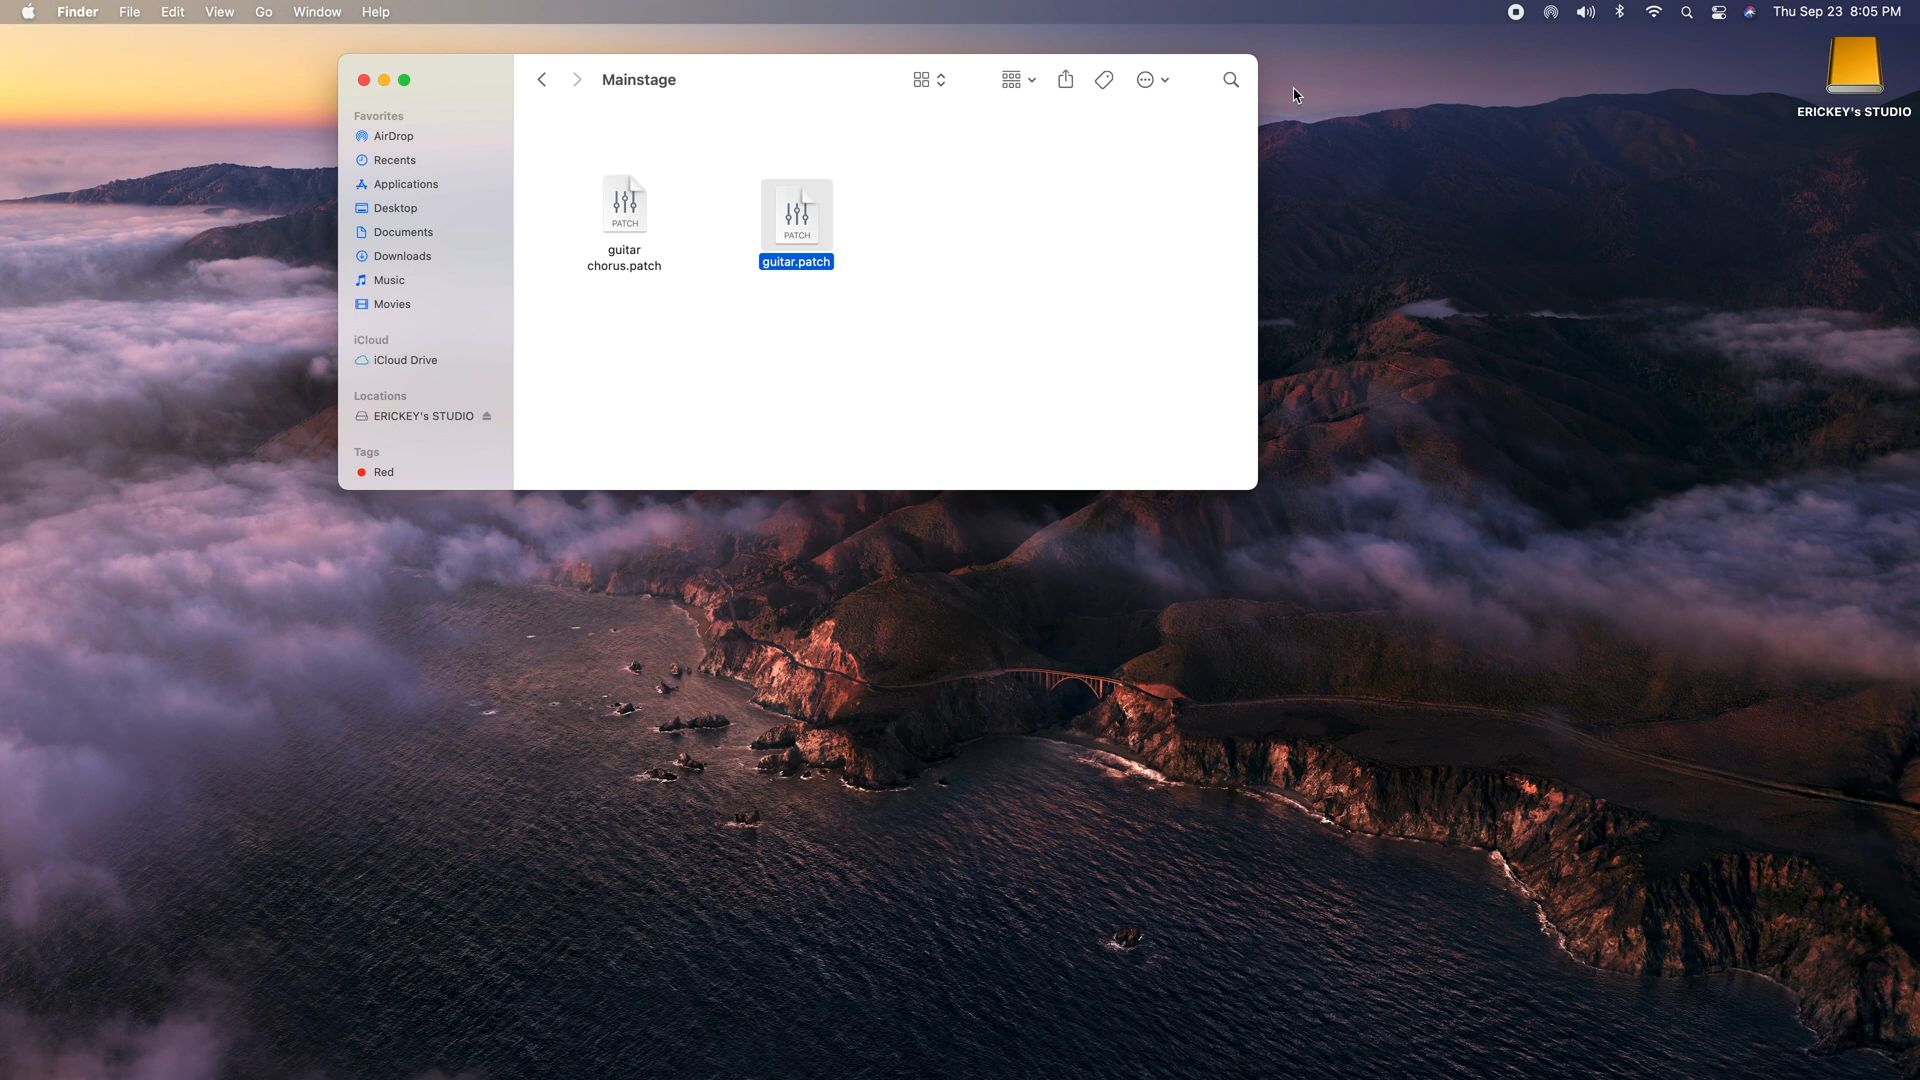 Finder File Edit View Go Window Help Thu Sep 23 8:05 PM
ERICKEY's STUDIO
Mainstage
Favorites
AirDrop
Recents
Applications
Desktop
Documents
Downloads
Music
Movies
iCloud
iCloud Drive
Locations
ERICKEY's STUDIO
Tags
Red
PATCH
guitar
chorus.patch
PATCH
guitar.patch